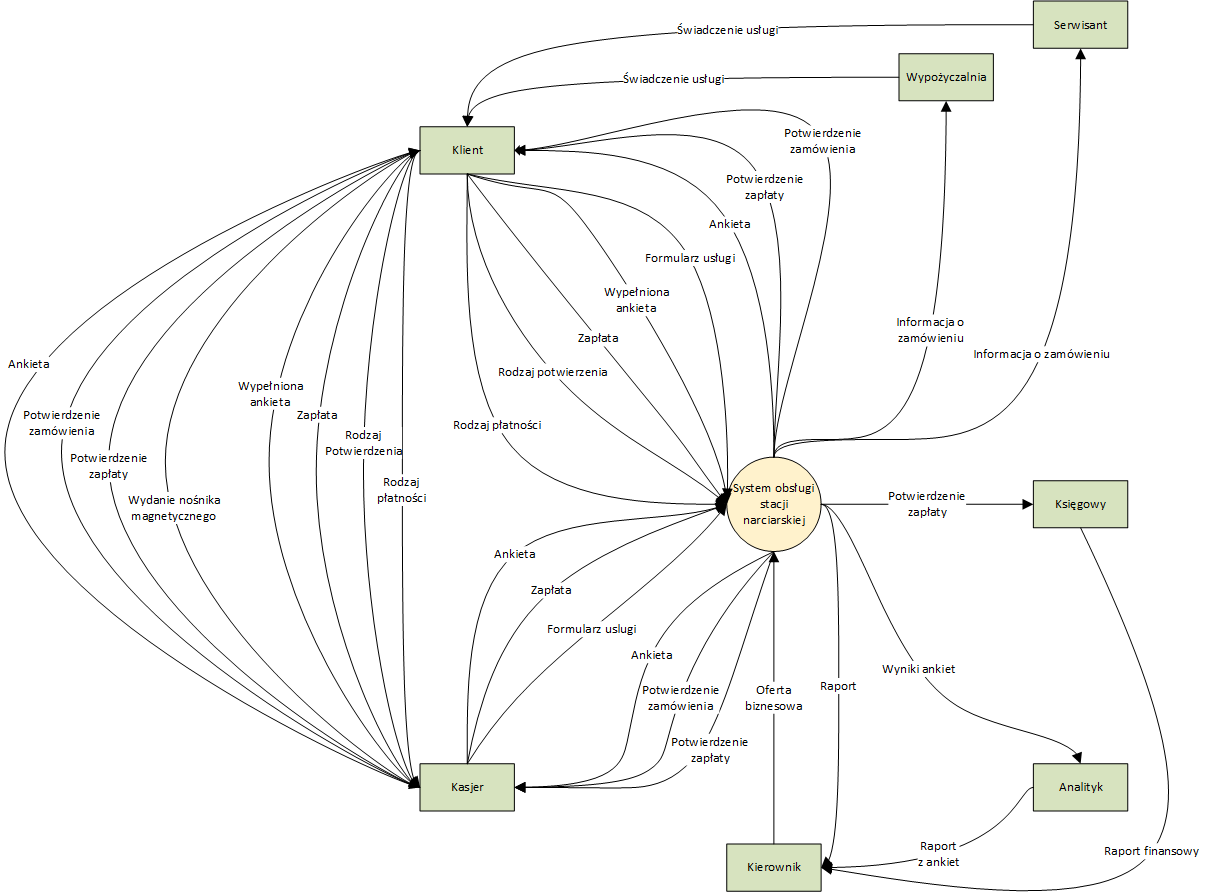 Serwisant
Świadczenie usługi
Wypożyczalnia
Świadczenie usługi
Klient
Potwierdzenie
zamówienia
Potwierdzenie
zapłaty
Ankieta
Formularz usługi
Wypełniona
ankieta
Zapłata
Informacja o
zamówieniu
Informacja o zamówieniu
Ankieta
Rodzaj potwierzenia
Wypełniona
ankieta
Potwierdzenie
zamówienia
Zapłata
Rodzaj płatności
Rodzaj
Potwierdzenia
Potwierdzenie
zapłaty
Rodzaj
płatności
Wydanie nośnika
magnetycznego
System obsługi
stacji
narciarskiej
Potwierdzenie
zapłaty
Księgowy
Ankieta
Zapłata
Formularz uslugi
Ankieta
Wyniki ankiet
Raport
Potwierdzenie
zamówienia
Oferta
biznesowa
Potwierdzenie
zapłaty
Kasjer
Analityk
Raport
z ankiet
Raport finansowy
Kierownik